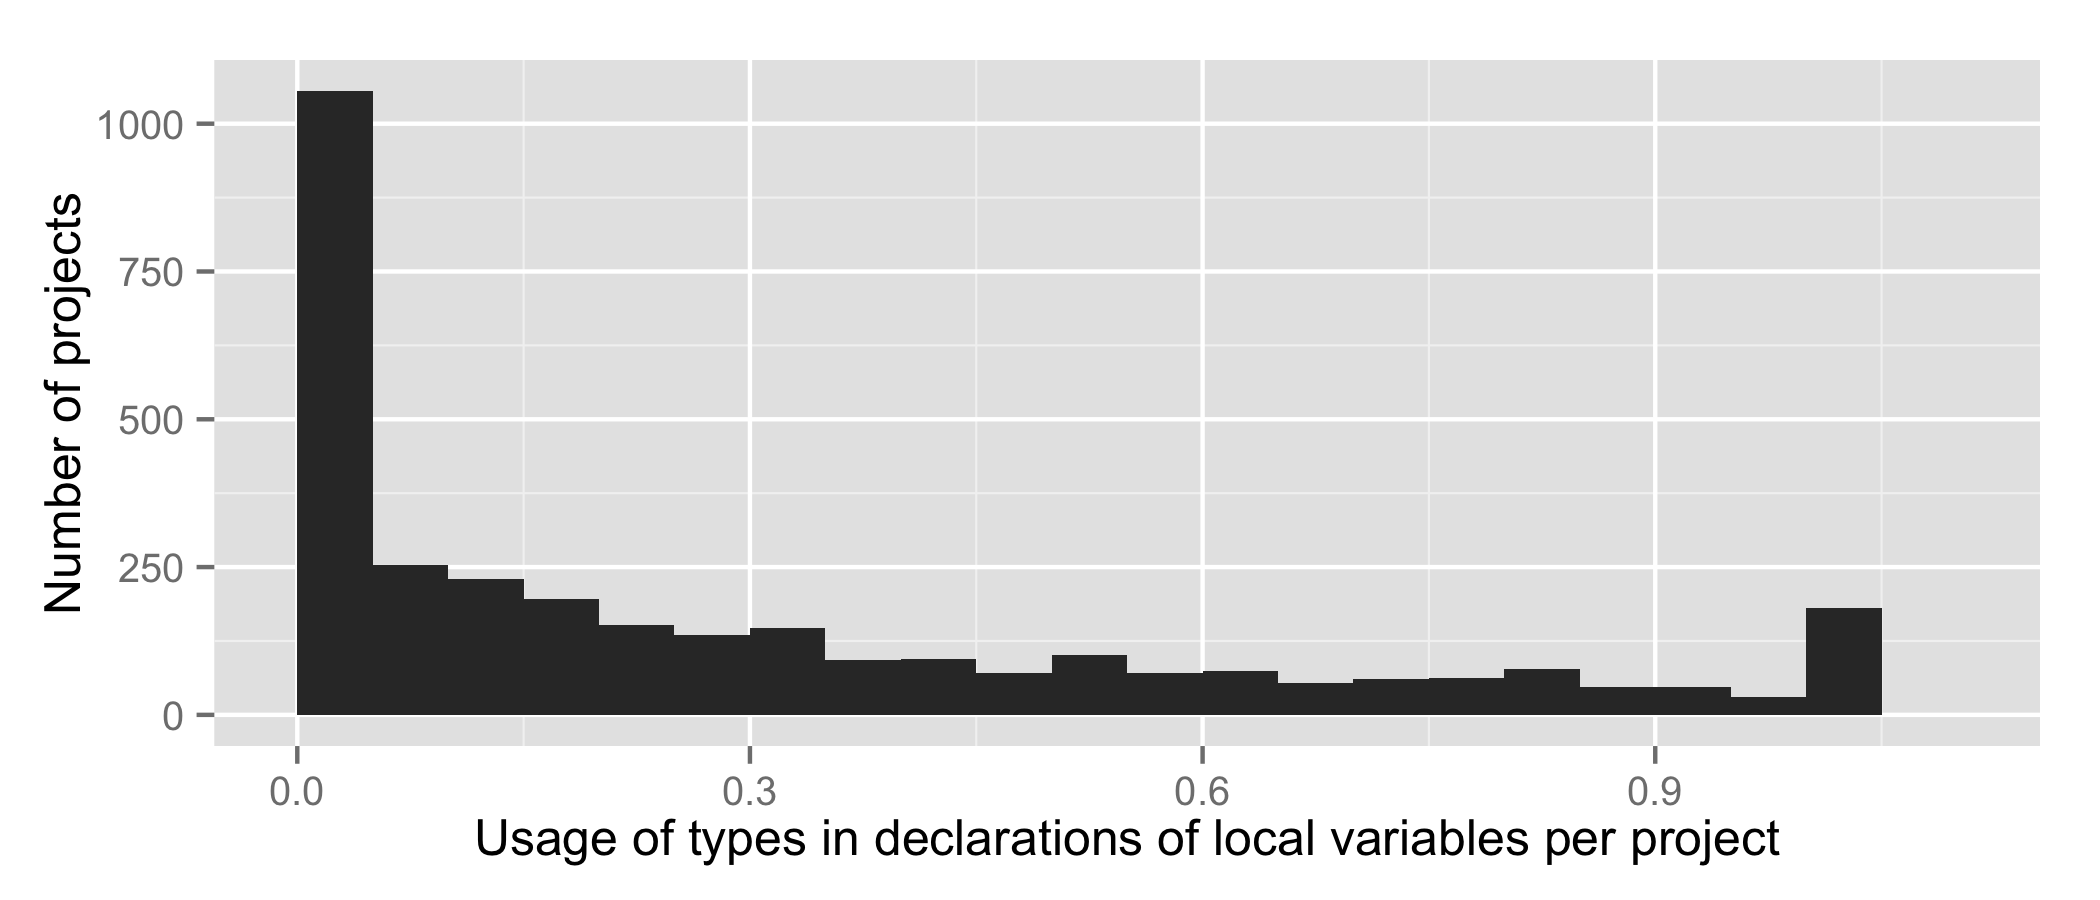 Number of projects
1000
750
500
250
0
0.0 0.3 0.6 0.9
Usage of types in declarations of local variables per project